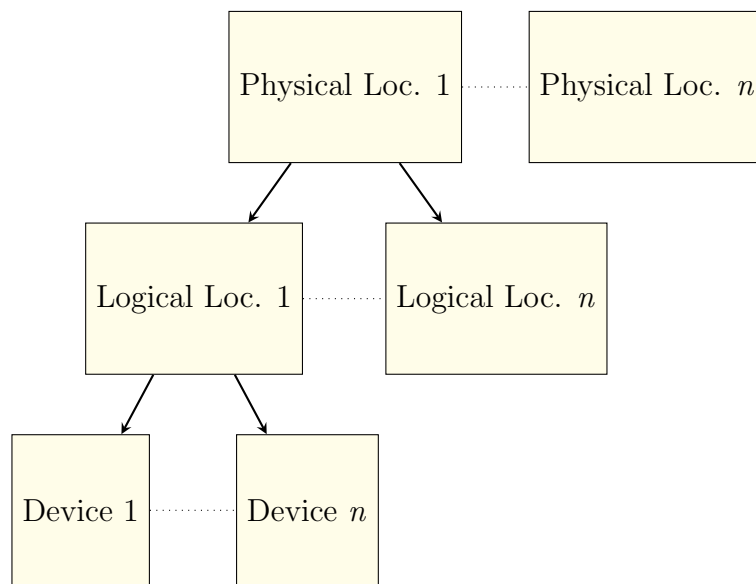 Physical Loc. 1
Physical Loc. n
Logical Loc. 1
Logical Loc. n
Device 1
Device n